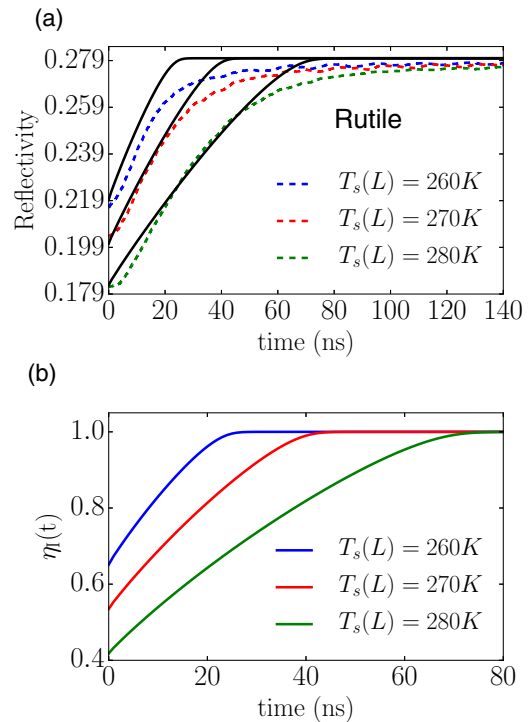 (a)
0.279
0.259
0.239
0.219
0.199
0.179
Reflectivity
Rutile
T_s(L) = 260K
T_s(L) = 270K
T_s(L) = 280K
0 20 40 60 80 100 120 140
time (ns)
(b)
1.0
0.8
0.6
0.4
η_I(t)
T_s(L) = 260K
T_s(L) = 270K
T_s(L) = 280K
0 20 40 60 80
time (ns)